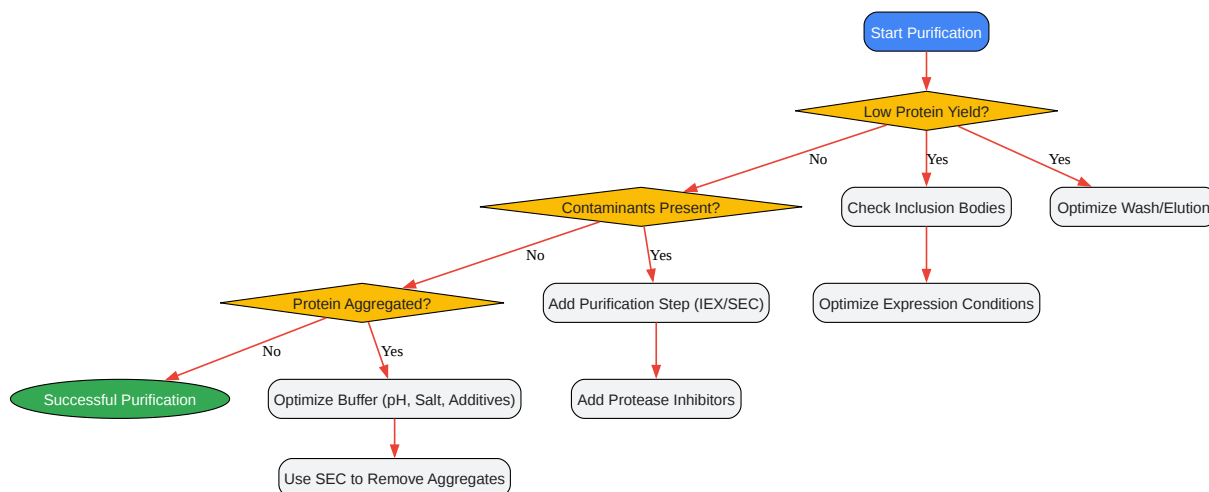 Start Purification
Low Protein Yield?
No
Yes
Yes
Contaminants Present?
Check Inclusion Bodies
Optimize Wash/Elution
No
Yes
Protein Aggregated?
Add Purification Step (IEX/SEC)
Optimize Expression Conditions
No
Yes
Successful Purification
Optimize Buffer (pH, Salt, Additives)
Add Protease Inhibitors
Use SEC to Remove Aggregates